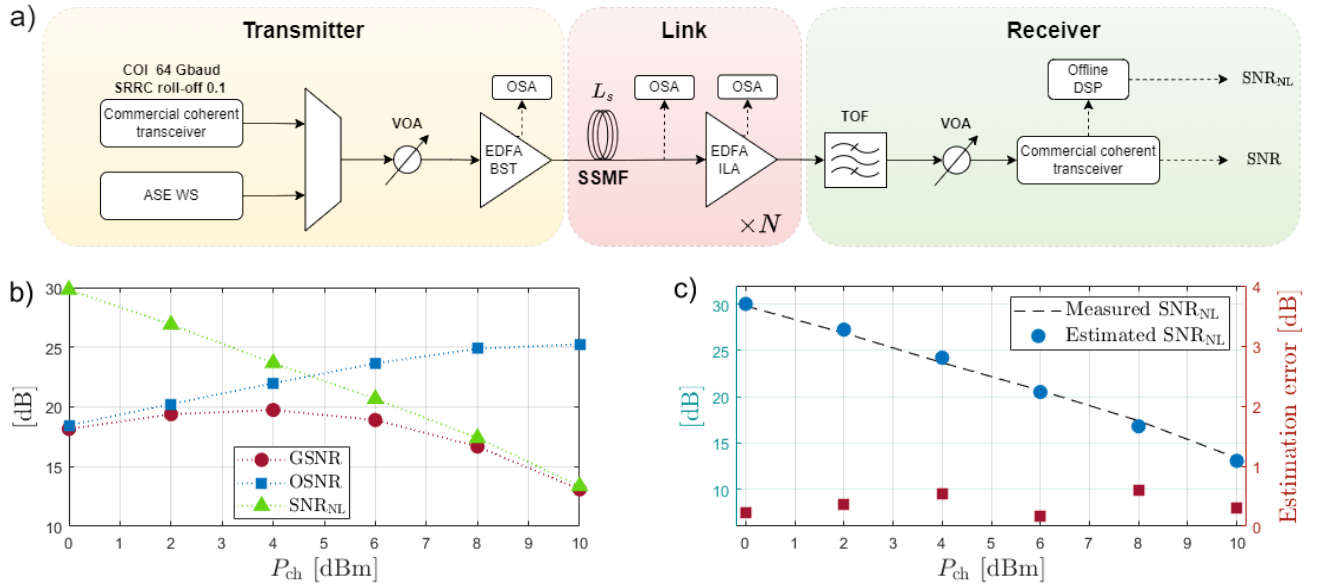 a)
Transmitter
Link
Receiver
COI 64 Gbaud
SRRC roll-off 0.1
Commercial coherent
transceiver
ASE WS
VOA
OSA
EDFA
BST
L_s
SSMF
OSA
OSA
EDFA
ILA
×N
TOF
VOA
Offline
DSP
Commercial coherent
transceiver
SNR_NL
SNR
b)
30
25
20
15
10
[dB]
GSNR
OSNR
SNR_NL
0 1 2 3 4 5 6 7 8 9 10
P_ch [dBm]
c)
30
25
20
15
10
[dB]
Measured SNR_NL
Estimated SNR_NL
4
3
2
1
0
Estimation error [dB]
0 1 2 3 4 5 6 7 8 9 10
P_ch [dBm]